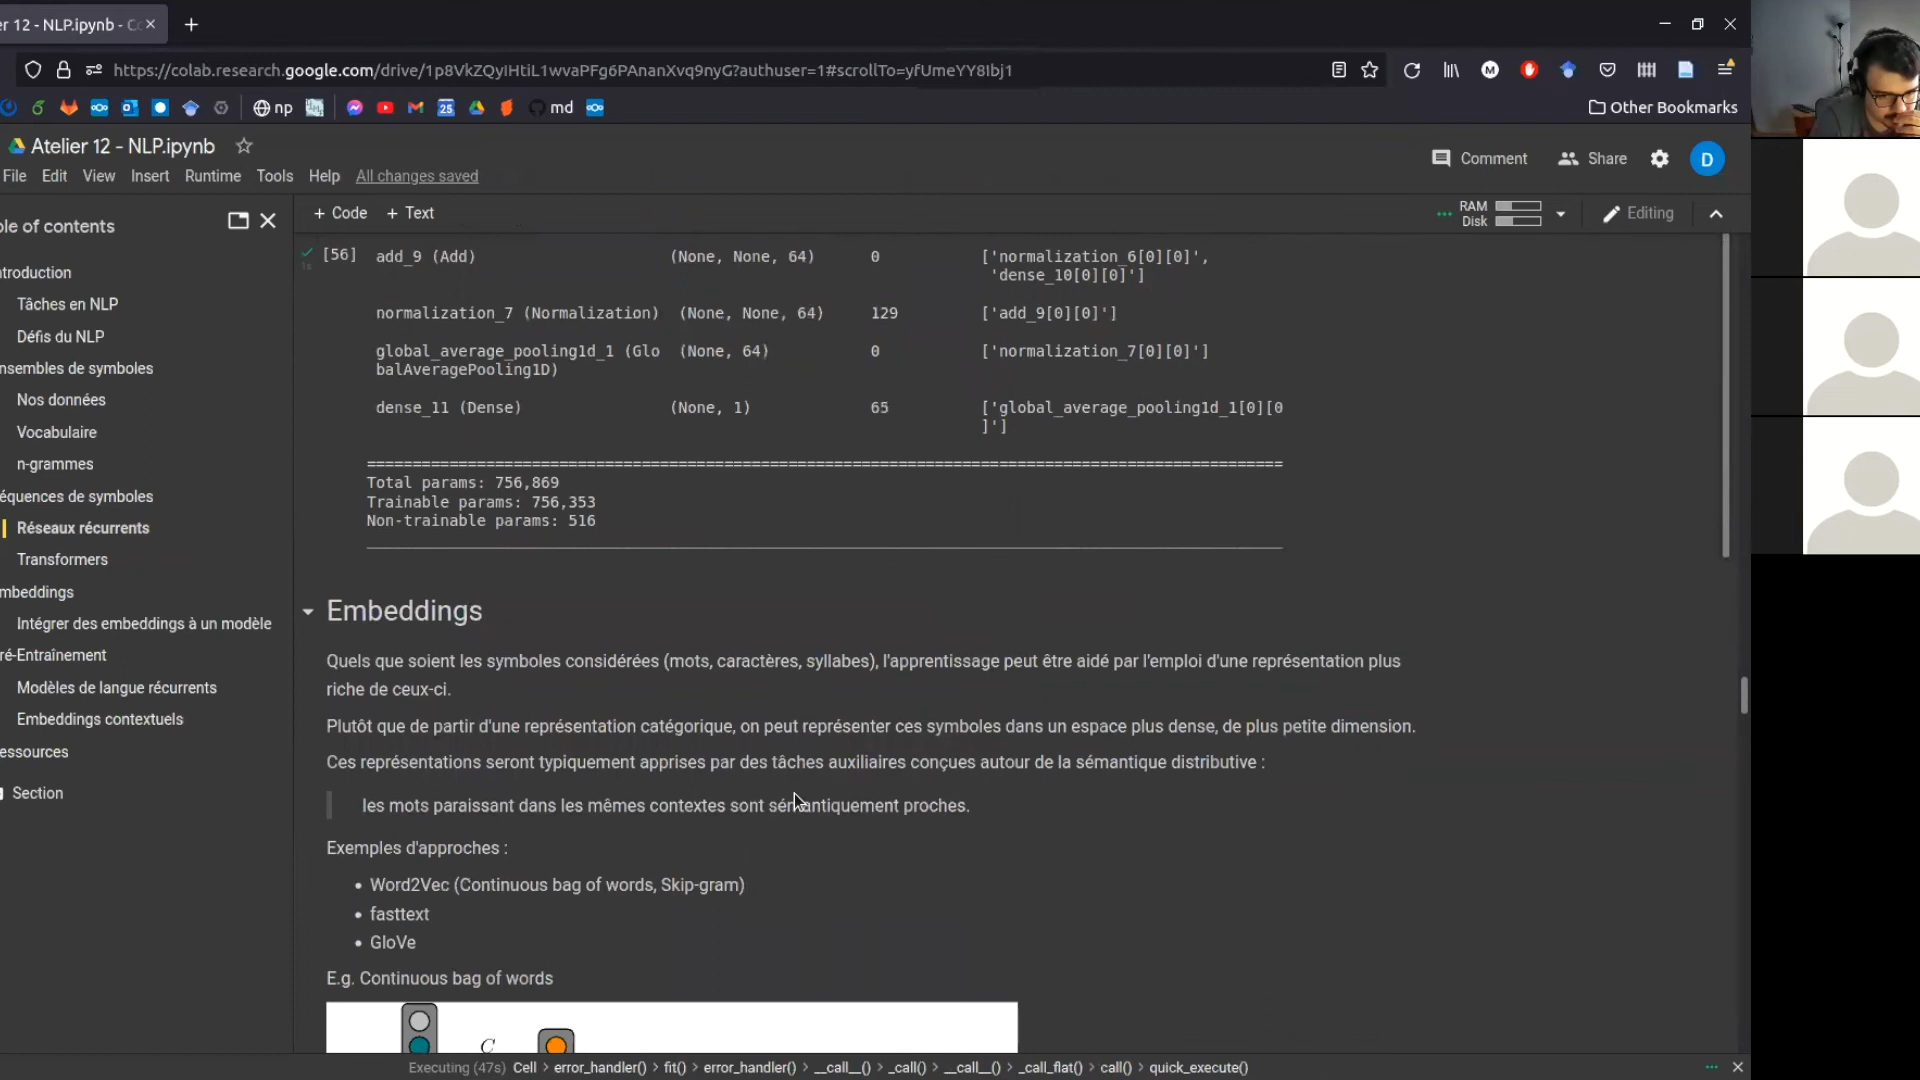 er 12 - NLP.ipynb - Co
https://colab.research.google.com/drive/1p8VkZQyIHtiL1wvaPFg6PAnanXvq9nyG?authuser=1#scrollTo=yfUmeYY8Ibj1
np
25
md
Other Bookmarks
Atelier 12 - NLP.ipynb
File Edit View Insert Runtime Tools Help All changes saved
Comment Share D
ble of contents
+ Code + Text
RAM
Disk
Editing
ntroduction
Tâches en NLP
Défis du NLP
nsembles de symboles
Nos données
Vocabulaire
n-grammes
équences de symboles
Réseaux récurrents
Transformers
mbeddings
Intégrer des embeddings à un modèle
ré-Entraînement
Modèles de langue récurrents
Embeddings contextuels
essources
Section
[56] add_9 (Add) (None, None, 64) 0 ['normalization_6[0][0]',
'dense_10[0][0]']
1s
normalization_7 (Normalization) (None, None, 64) 129 ['add_9[0][0]']
global_average_pooling1d_1 (Glo (None, 64) 0 ['normalization_7[0][0]']
balAveragePooling1D)
dense_11 (Dense) (None, 1) 65 ['global_average_pooling1d_1[0][0
]']
==========
Total params: 756,869
Trainable params: 756,353
Non-trainable params: 516
Embeddings
Quels que soient les symboles considérées (mots, caractères, syllabes), l'apprentissage peut être aidé par l'emploi d'une représentation plus
riche de ceux-ci.
Plutôt que de partir d'une représentation catégorique, on peut représenter ces symboles dans un espace plus dense, de plus petite dimension.
Ces représentations seront typiquement apprises par des tâches auxiliaires conçues autour de la sémantique distributive :
les mots paraissant dans les mêmes contextes sont sémantiquement proches.
Exemples d'approches :
• Word2Vec (Continuous bag of words, Skip-gram)
• fasttext
• GloVe
E.g. Continuous bag of words
C
Executing (47s) Cell > error_handler() > fit() > error_handler() > __call__() > _call() > __call__() > _call_flat() > call() > quick_execute()